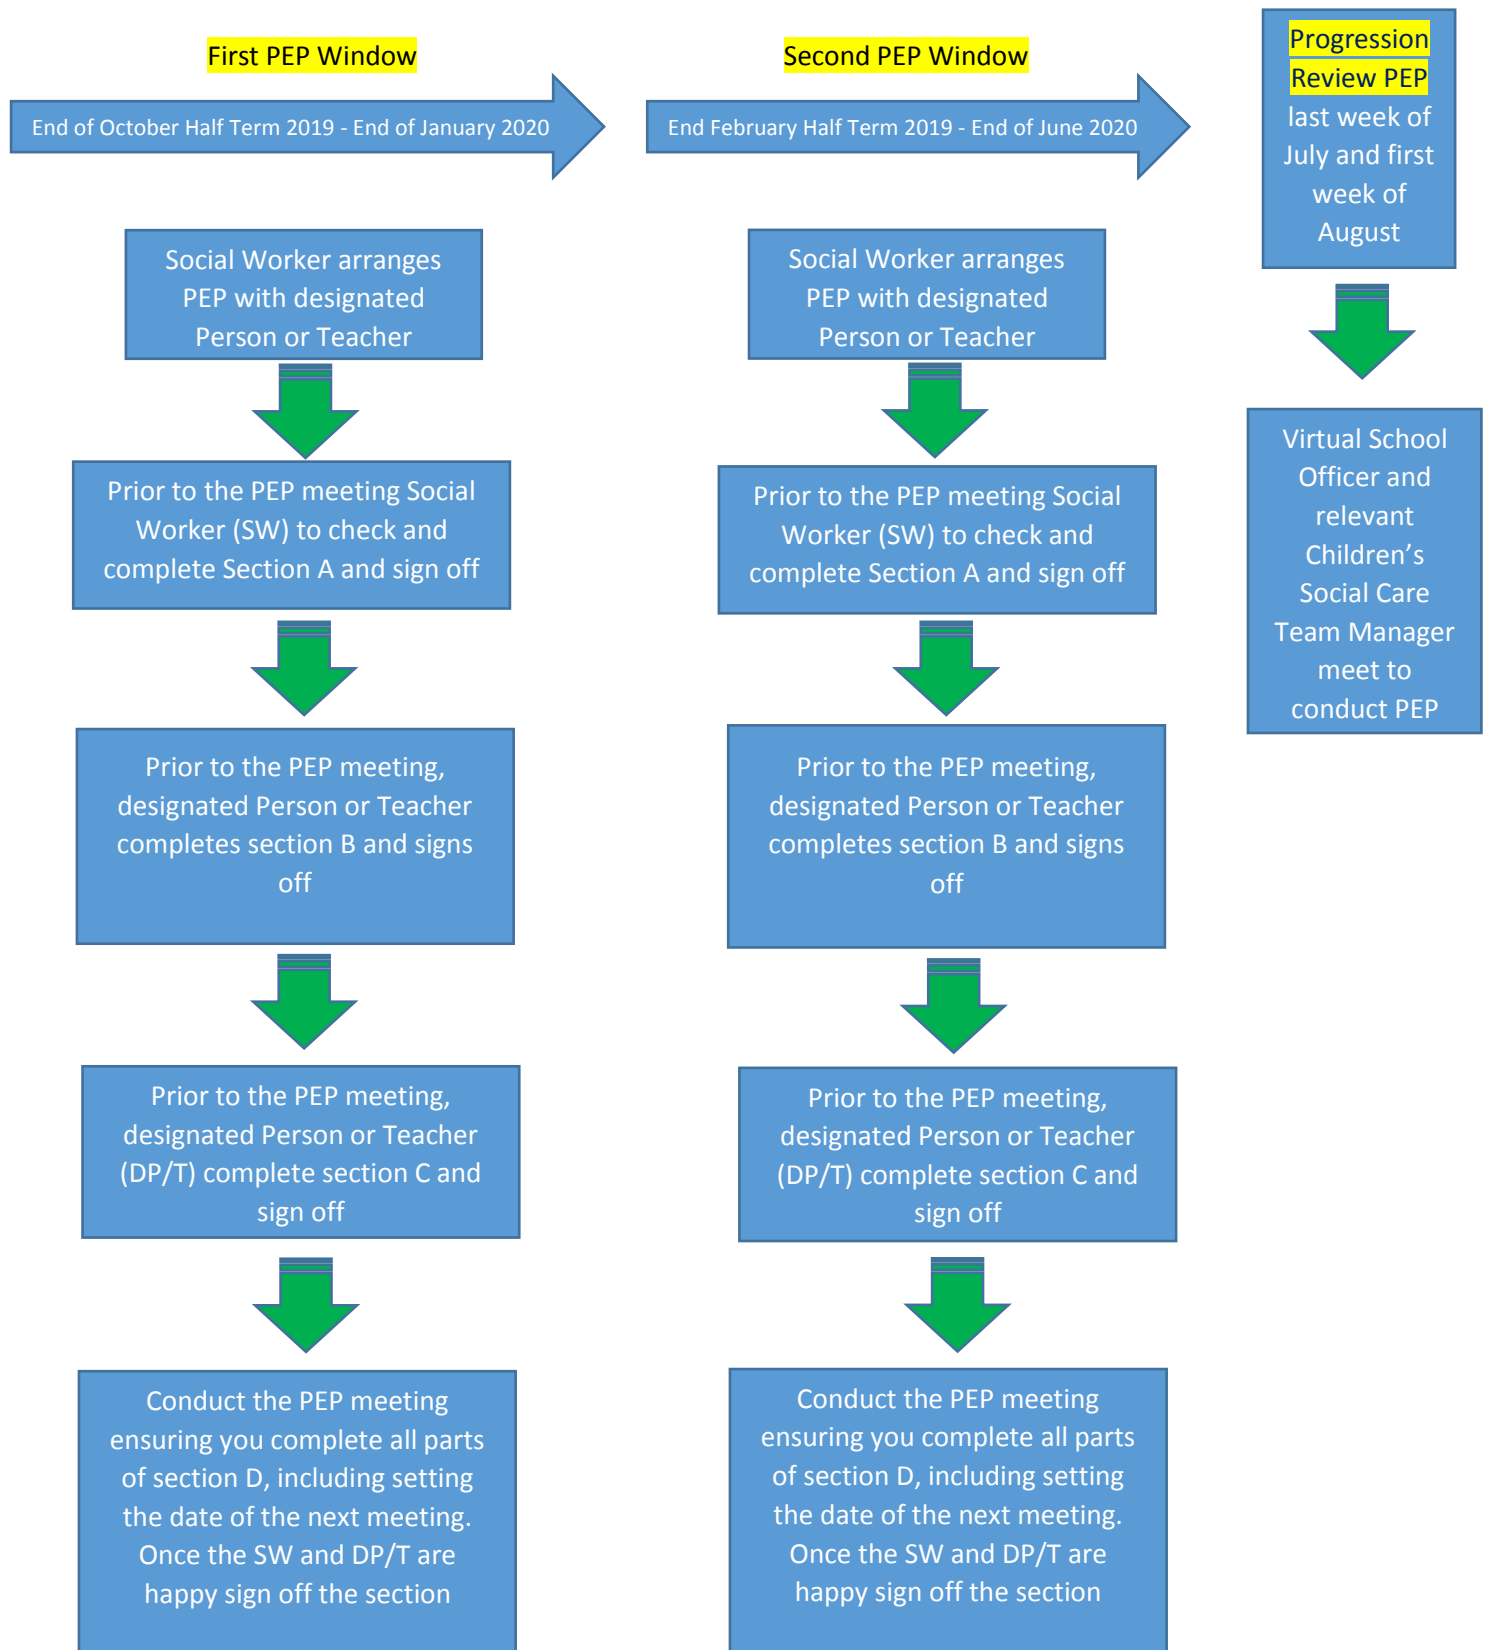 First PEP Window
End of October Half Term 2019 - End of January 2020
Social Worker arranges
PEP with designated
Person or Teacher
Prior to the PEP meeting Social
Worker (SW) to check and
complete Section A and sign off
Prior to the PEP meeting,
designated Person or Teacher
completes section B and signs
off
Prior to the PEP meeting,
designated Person or Teacher
(DP/T) complete section C and
sign off
Conduct the PEP meeting
ensuring you complete all parts
of section D, including setting
the date of the next meeting.
Once the SW and DP/T are
happy sign off the section
Second PEP Window
End February Half Term 2019 - End of June 2020
Social Worker arranges
PEP with designated
Person or Teacher
Prior to the PEP meeting Social
Worker (SW) to check and
complete Section A and sign off
Prior to the PEP meeting,
designated Person or Teacher
completes section B and signs
off
Prior to the PEP meeting,
designated Person or Teacher
(DP/T) complete section C and
sign off
Conduct the PEP meeting
ensuring you complete all parts
of section D, including setting
the date of the next meeting.
Once the SW and DP/T are
happy sign off the section
Progression
Review PEP
last week of
July and first
week of
August
Virtual School
Officer and
relevant
Children’s
Social Care
Team Manager
meet to
conduct PEP